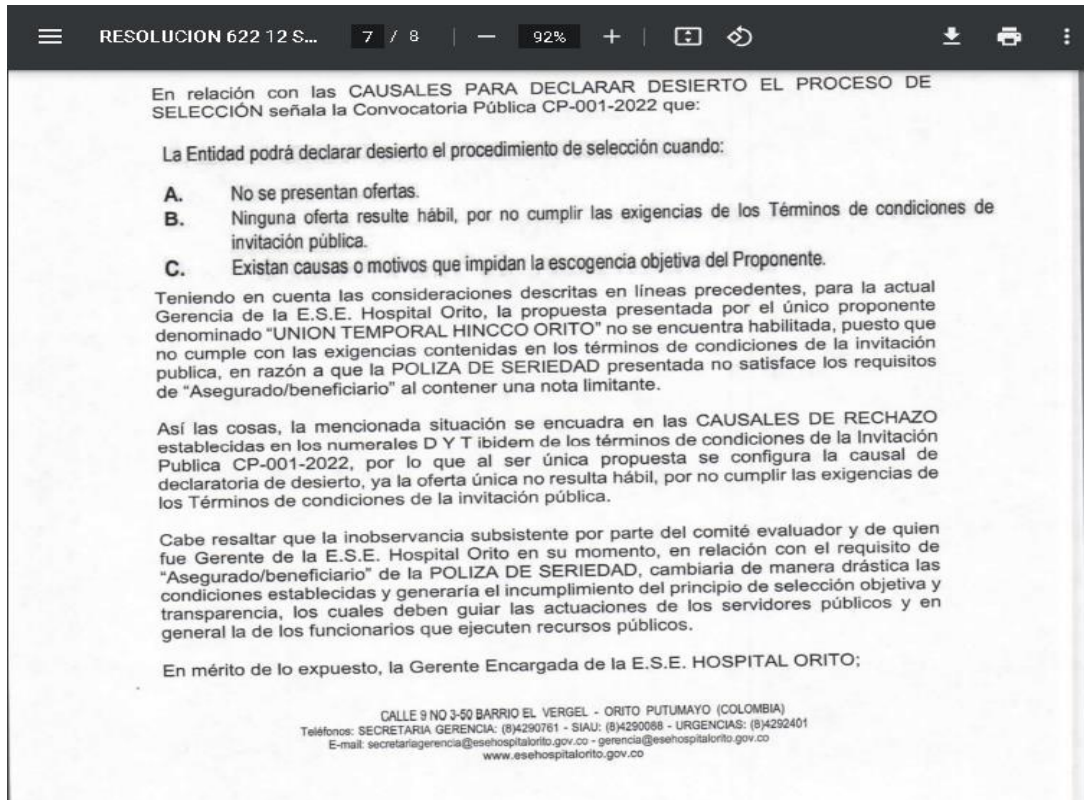 RESOLUCION 622 12 S... 7 / 8 | — 92% + |
En relación con las CAUSALES PARA DECLARAR DESIERTO EL PROCESO DE
SELECCIÓN señala la Convocatoria Pública CP-001-2022 que:
La Entidad podrá declarar desierto el procedimiento de selección cuando:
A. No se presentan ofertas.
B. Ninguna oferta resulte hábil, por no cumplir las exigencias de los Términos de condiciones de
invitación pública.
C. Existan causas o motivos que impidan la escogencia objetiva del Proponente.
Teniendo en cuenta las consideraciones descritas en líneas precedentes, para la actual
Gerencia de la E.S.E. Hospital Orito, la propuesta presentada por el único proponente
denominado “UNION TEMPORAL HINCCO ORITO” no se encuentra habilitada, puesto que
no cumple con las exigencias contenidas en los términos de condiciones de la invitación
publica, en razón a que la POLIZA DE SERIEDAD presentada no satisface los requisitos
de “Asegurado/beneficiario” al contener una nota limitante.
Así las cosas, la mencionada situación se encuadra en las CAUSALES DE RECHAZO
establecidas en los numerales D Y T ibidem de los términos de condiciones de la Invitación
Publica CP-001-2022, por lo que al ser única propuesta se configura la causal de
declaratoria de desierto, ya la oferta única no resulta hábil, por no cumplir las exigencias de
los Términos de condiciones de la invitación pública.
Cabe resaltar que la inobservancia subsistente por parte del comité evaluador y de quien
fue Gerente de la E.S.E. Hospital Orito en su momento, en relación con el requisito de
“Asegurado/beneficiario” de la POLIZA DE SERIEDAD, cambiaria de manera drástica las
condiciones establecidas y generaría el incumplimiento del principio de selección objetiva y
transparencia, los cuales deben guiar las actuaciones de los servidores públicos y en
general la de los funcionarios que ejecuten recursos públicos.
En mérito de lo expuesto, la Gerente Encargada de la E.S.E. HOSPITAL ORITO;
CALLE 9 NO 3-50 BARRIO EL VERGEL - ORITO PUTUMAYO (COLOMBIA)
Teléfonos: SECRETARIA GERENCIA: (8)4290761 - SIAU: (8)4290088 - URGENCIAS: (8)4292401
E-mail: secretariagerencia@esehospitalorito.gov.co - gerencia@esehospitalorito.gov.co
www.esehospitalorito.gov.co